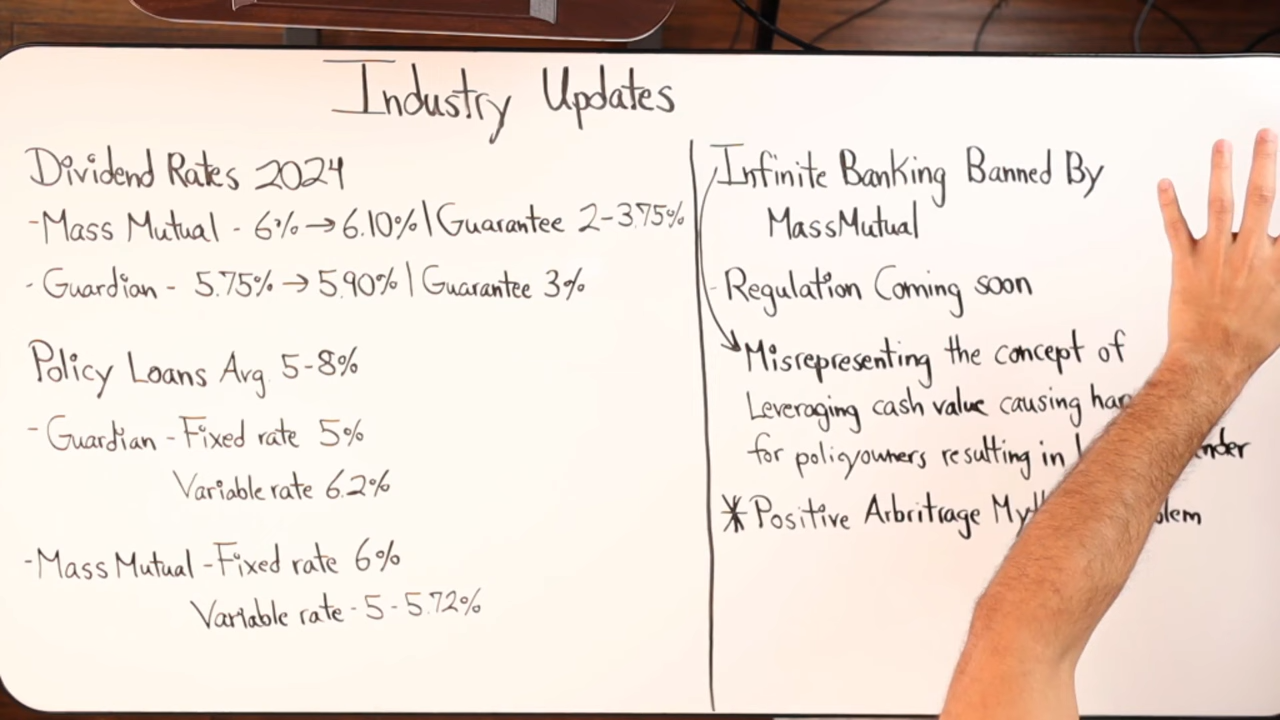 Industry Updates
Dividend Rates 2024
-Mass Mutual - 6% → 6.10% | Guarantee 2-3.75%
- Guardian - 5.75% → 5.90% | Guarantee 3%
Policy Loans Avg. 5-8%
- Guardian - Fixed rate 5%
Variable rate 6.2%
-Mass Mutual - Fixed rate 6%
Variable rate - 5 - 5.72%
Infinite Banking Banned By
MassMutual
- Regulation Coming soon
Misrepresenting the concept of
Leveraging cash value causing
for policyowners resulting in
* Positive Arbritrage